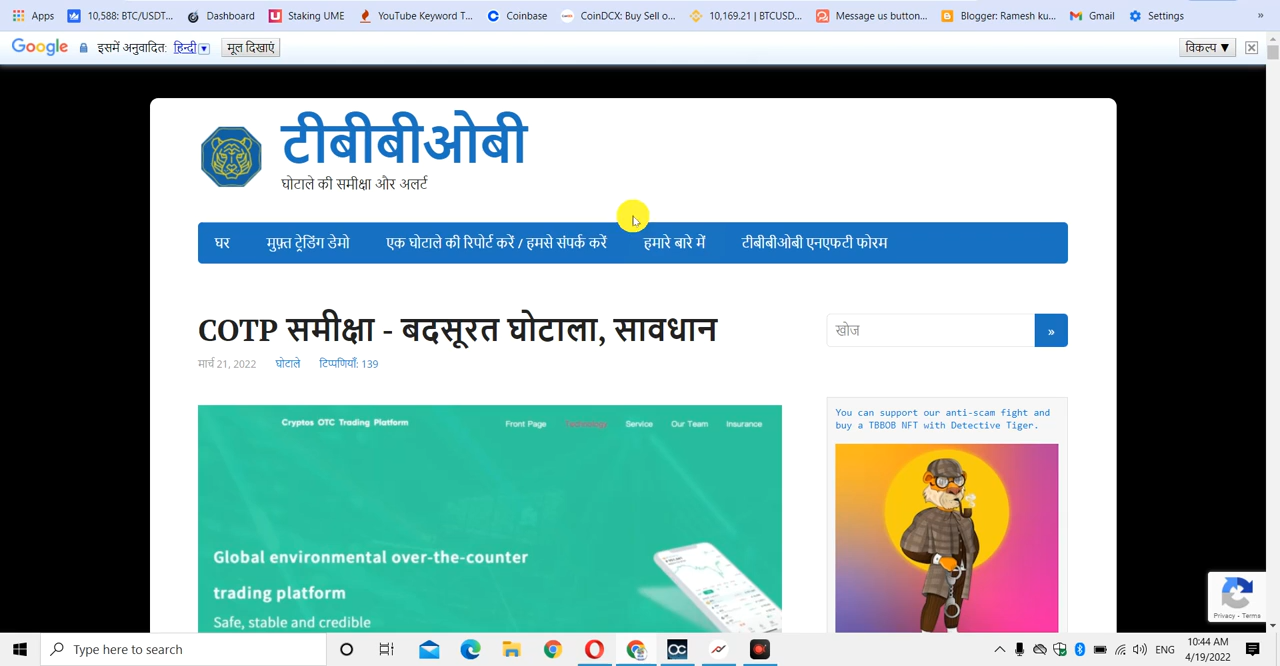 Apps
10,588: BTC/USDT...
Dashboard
Staking UME
YouTube Keyword T...
Coinbase
CoinDCX: Buy Sell o...
10,169.21 | BTCUSD...
Message us button...
Blogger: Ramesh ku...
Gmail
Settings
»
Google इसमें अनुवादित: हिन्दी ▼ मूल दिखाएं
विकल्प ▼
टीबीबीओबी
घोटाले की समीक्षा और अलर्ट
घर
मुफ़्त ट्रेडिंग डेमो
एक घोटाले की रिपोर्ट करें / हमसे संपर्क करें
हमारे बारे में
टीबीबीओबी एनएफटी फोरम
COTP समीक्षा - बदसूरत घोटाला, सावधान
मार्च 21, 2022 घोटाले टिप्पणियाँ: 139
खोज »
Cryptos OTC Trading Platform
Front Page
Technology
Service
Our Team
Insurance
Global environmental over-the-counter
trading platform
Safe, stable and credible
You can support our anti-scam fight and
buy a TBBOB NFT with Detective Tiger.
Privacy - Terms
Type here to search
ENG
10:44 AM
4/19/2022